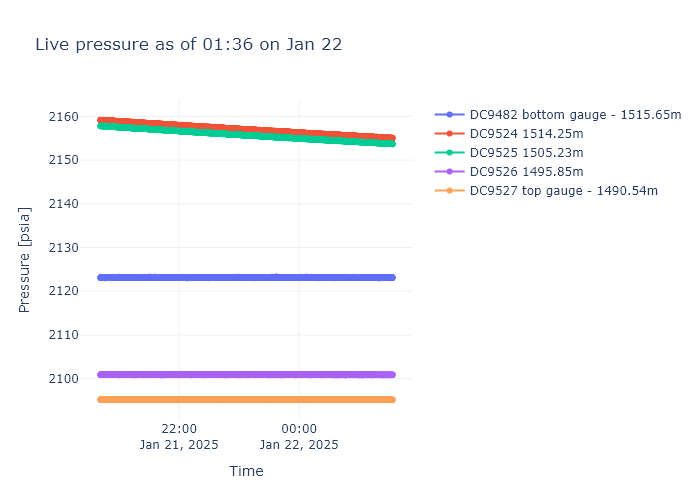 Live pressure as of 01:36 on Jan 22
DC9482 bottom gauge - 1515.65m
DC9524 1514.25m
DC9525 1505.23m
DC9526 1495.85m
DC9527 top gauge - 1490.54m
Pressure [psia]
2160
2150
2140
2130
2120
2110
2100
22:00
Jan 21, 2025
00:00
Jan 22, 2025
Time